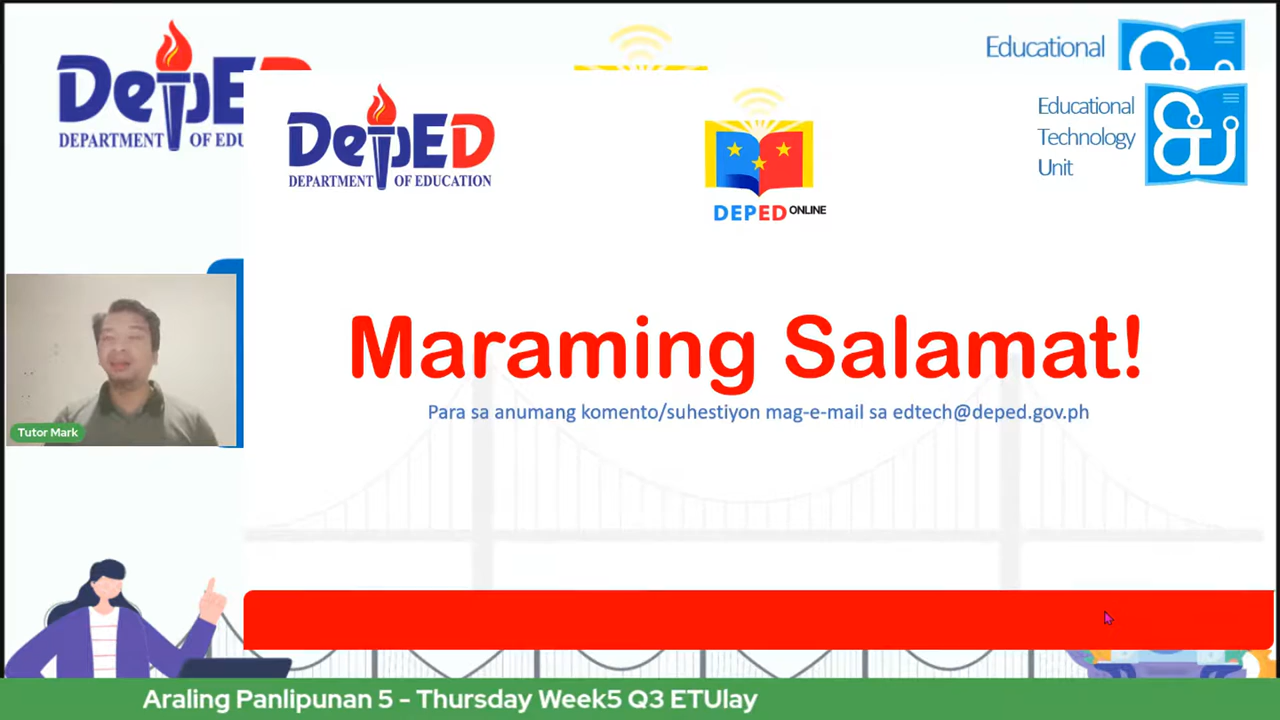 DepED
DEPARTMENT OF EDU
Educational
DepED
DEPARTMENT OF EDUCATION
DEPED ONLINE
Educational
Technology
Unit
Maraming Salamat!
Para sa anumang komento/suhestiyon mag-e-mail sa edtech@deped.gov.ph
Tutor Mark
Araling Panlipunan 5 - Thursday Week5 Q3 ETUlay